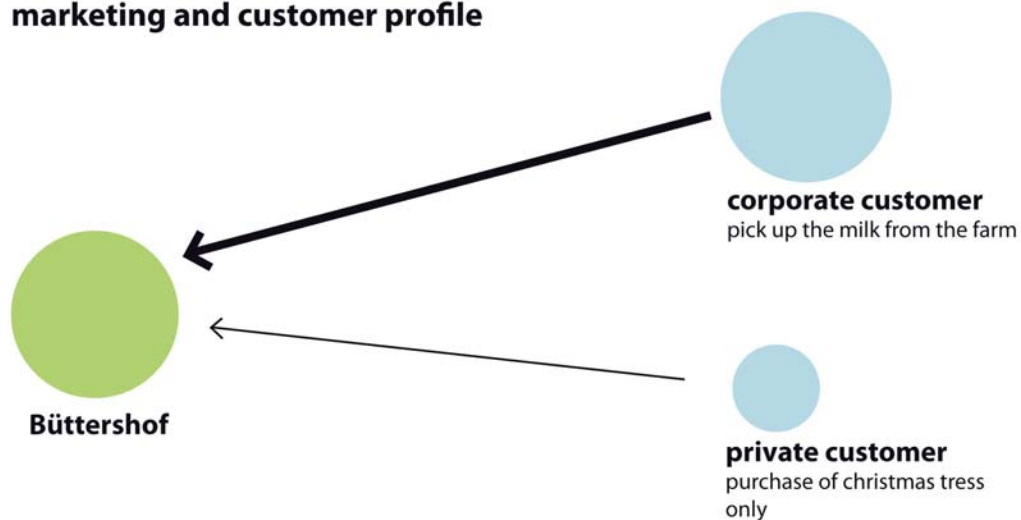 marketing and customer profile
corporate customer
pick up the milk from the farm
Büttershof
private customer
purchase of christmas tress
only